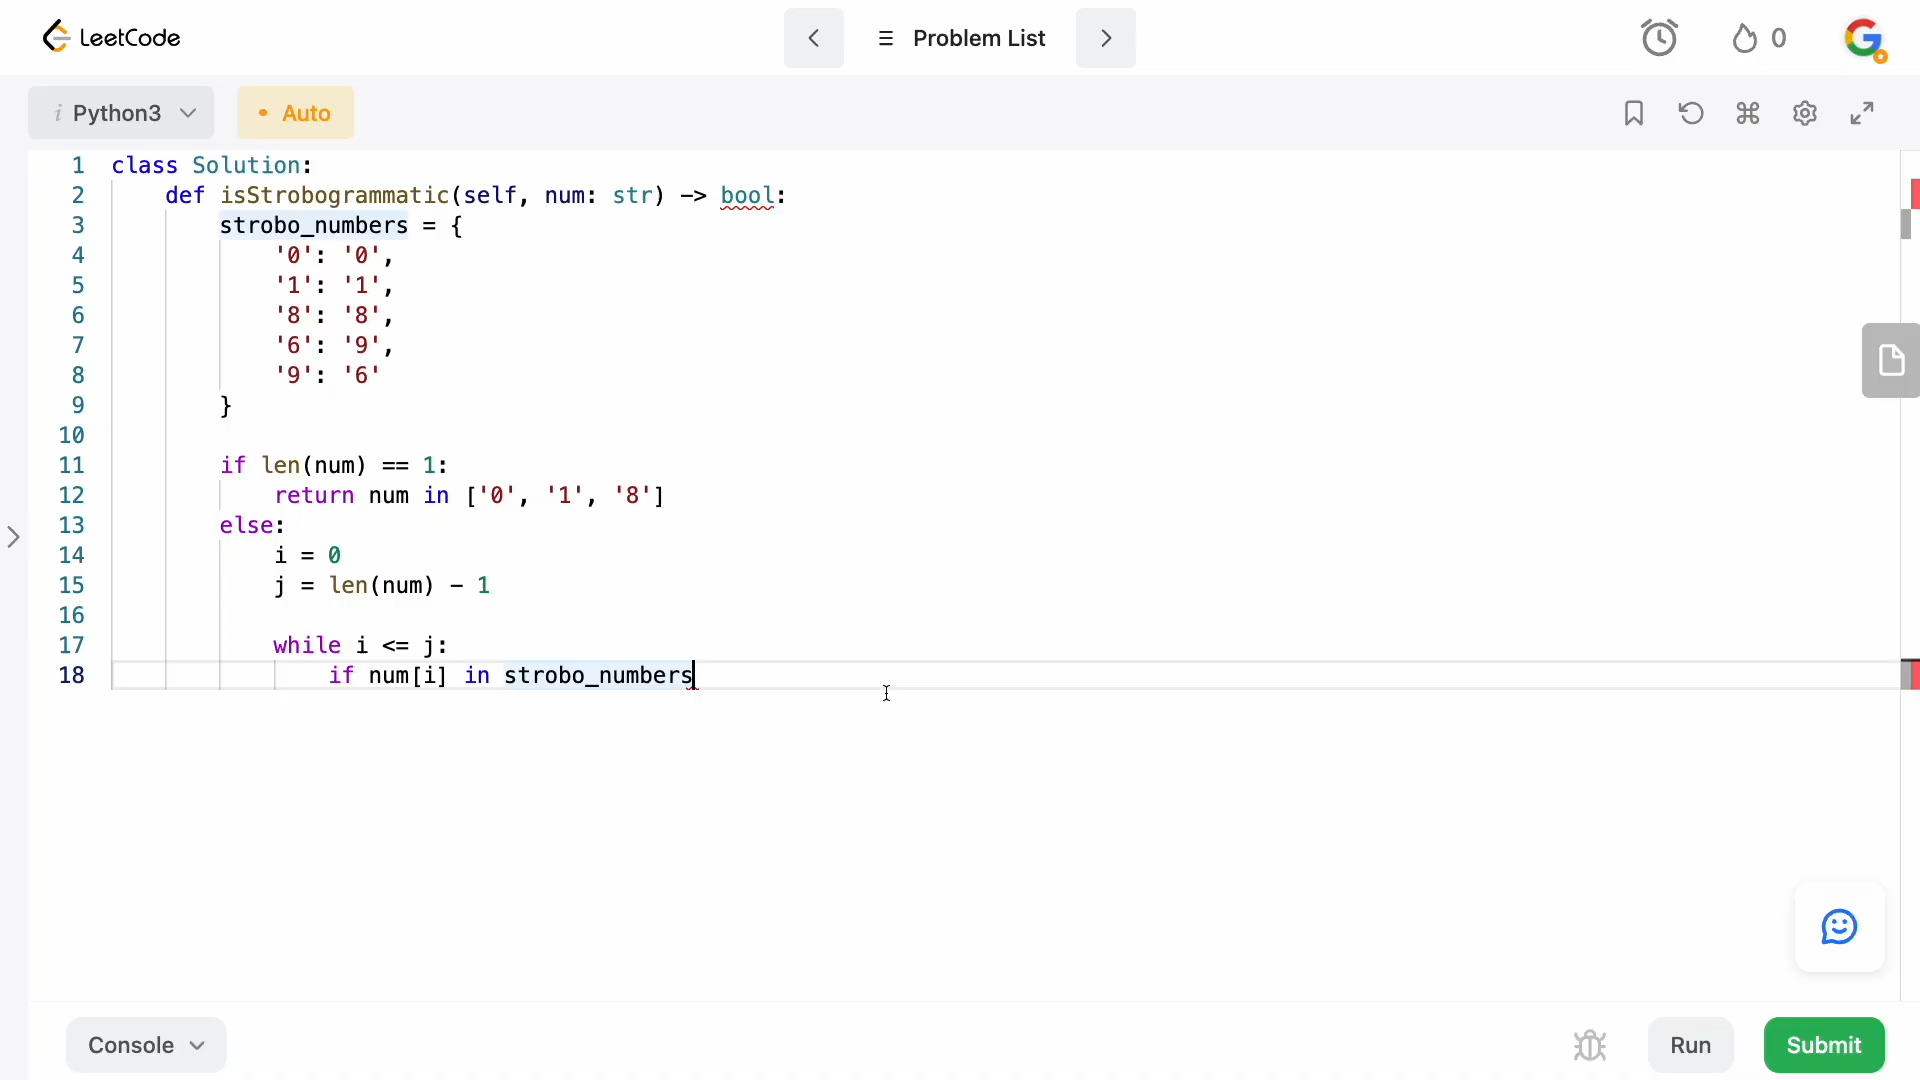 LeetCode
Problem List
0
i Python3
• Auto
1 class Solution:
2 def isStrobogrammatic(self, num: str) -> bool:
3 strobo_numbers = {
4 '0': '0',
5 '1': '1',
6 '8': '8',
7 '6': '9',
8 '9': '6'
9 }
10
11 if len(num) == 1:
12 return num in ['0', '1', '8']
13 else:
14 i = 0
15 j = len(num) - 1
16
17 while i <= j:
18 if num[i] in strobo_numbers
Console
Run
Submit